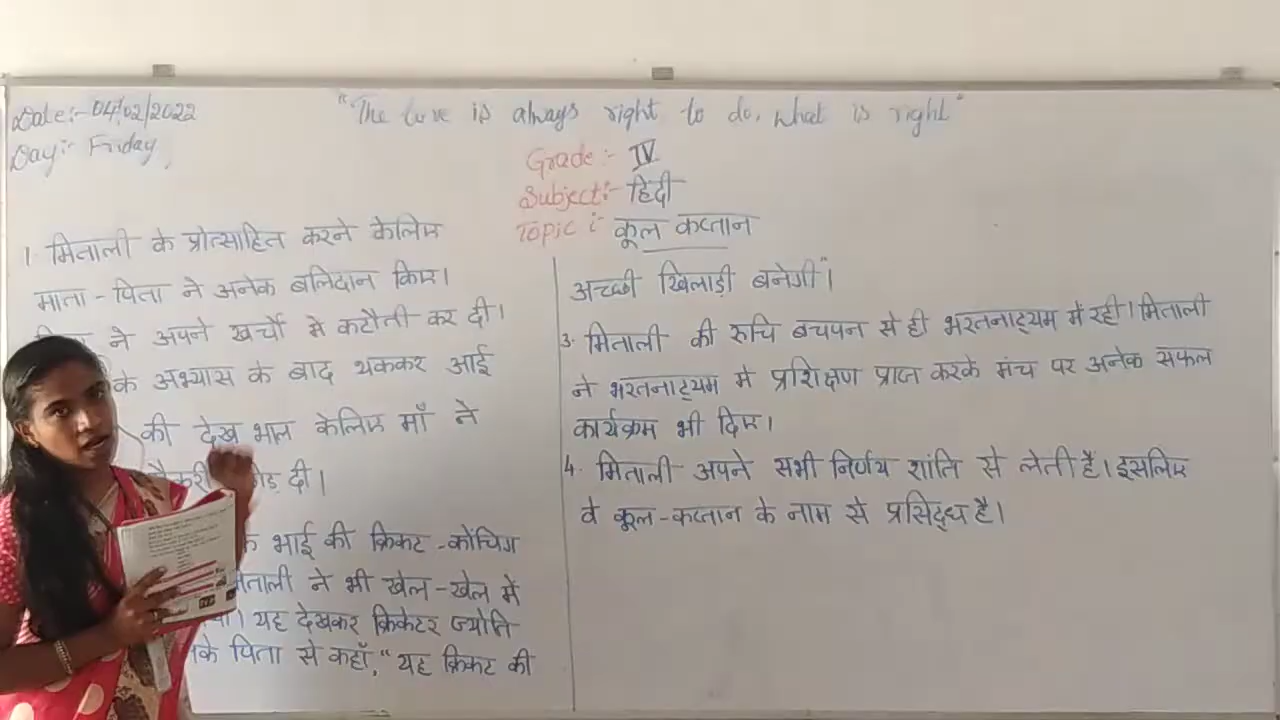 Date:- 04/02/2022
Day:- Friday,
"The is always right to do, what is right"
Grade:- IV
Subject:- हिंदी
Topic:- कूल कप्तान
1. मिताली के प्रोत्साहित करने केलिए
माता-पिता ने अनेक बलिदान किए।
ने अपने खर्चों मे कटौती कर दी।
के अभ्यास के बाद थककर आई
की देख भाल केलिए माँ ने
दी।
भाई की क्रिकेट-कोंचिग
ने भी खेल-खेल में
यह देखकर क्रिकेटर ज्योति
पिता से कहाँ, "यह क्रिकेट की
अच्छी खिलाड़ी बनेगी"।
3. मिताली की रुचि बचपन से ही भरतनाट्यम में रही। मिताली
ने भरतनाट्यम मे प्रशिक्षण प्राप्त करके मंच पर अनेक सफल
कार्यक्रम भी दिए।
4. मिताली अपने सभी निर्णय शांति से लेती है। इसलिए
वे कूल-कप्तान के नाम से प्रसिद्ध है।